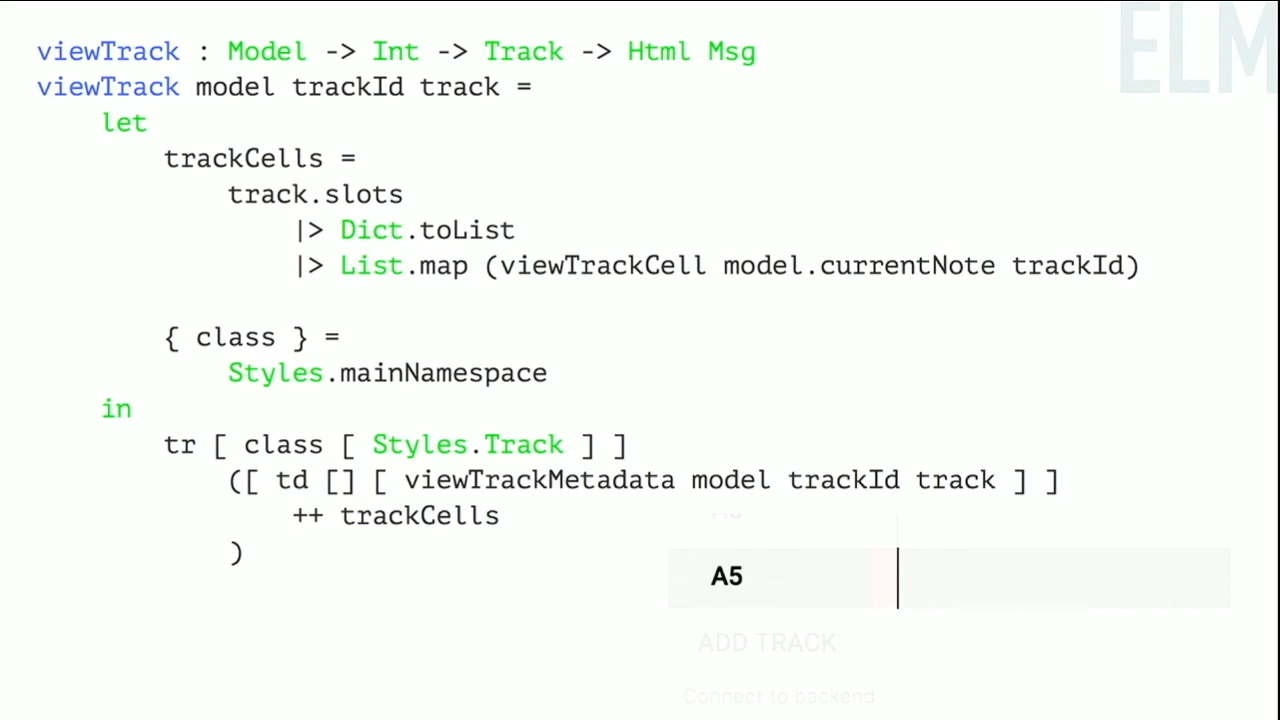 ELM
viewTrack : Model -> Int -> Track -> Html Msg
viewTrack model trackId track =
    let
        trackCells =
            track.slots
                |> Dict.toList
                |> List.map (viewTrackCell model.currentNote trackId)

        { class } =
            Styles.mainNamespace
    in
        tr [ class [ Styles.Track ] ]
            ([ td [] [ viewTrackMetadata model trackId track ] ]
                ++ trackCells
            )
A5
ADD TRACK
Connect to backend